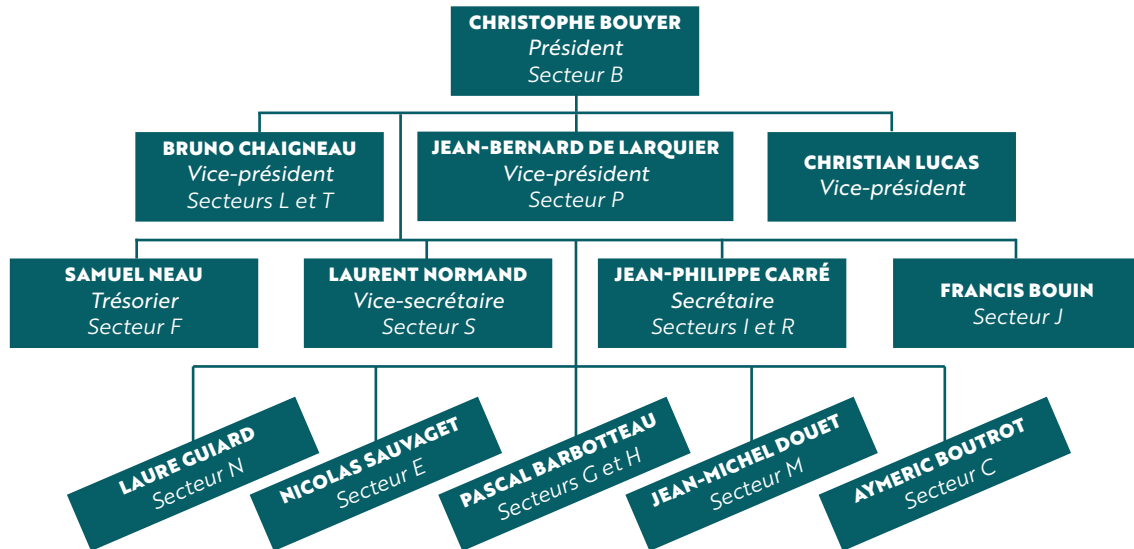 CHRISTOPHE BOUYER
Président
Secteur B
BRUNO CHAIGNEAU
Vice-président
Secteurs L et T
JEAN-BERNARD DE LARQUIER
Vice-président
Secteur P
CHRISTIAN LUCAS
Vice-président
SAMUEL NEAU
Trésorier
Secteur F
LAURENT NORMAND
Vice-secrétaire
Secteur S
JEAN-PHILIPPE CARRÉ
Secrétaire
Secteurs I et R
FRANCIS BOUIN
Secteur J
LAURE GUIARD
Secteur N
NICOLAS SAUVAGET
Secteur E
PASCAL BARBOTTEAU
Secteurs G et H
JEAN-MICHEL DOUET
Secteur M
AYMERIC BOUTROT
Secteur C